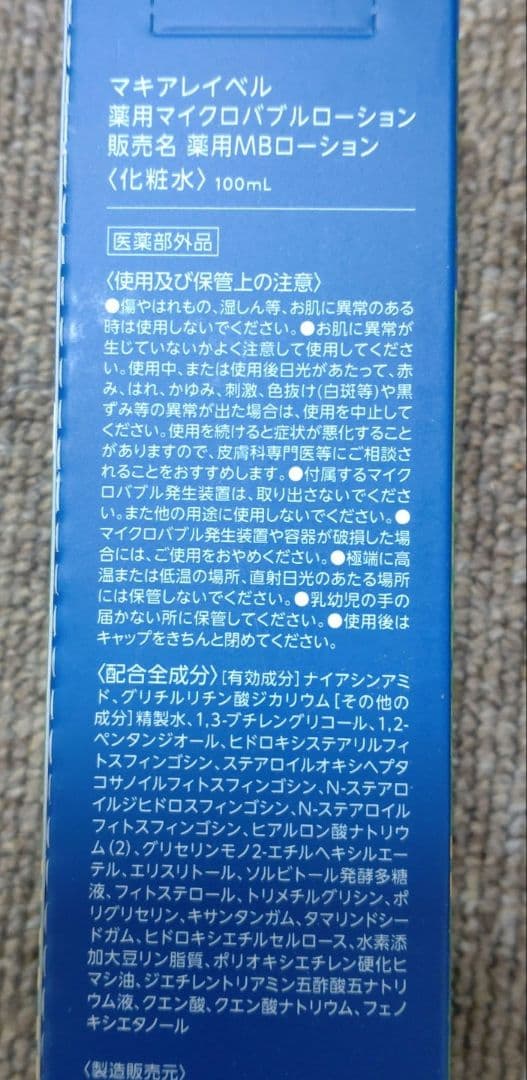 マキアレイベル
薬用マイクロバブルローション
販売名 薬用MBローション
〈化粧水〉100mL
医薬部外品
〈使用及び保管上の注意〉
●傷やはれもの、湿しん等、お肌に異常のある
時は使用しないでください。●お肌に異常が
生じていないかよく注意して使用してくださ
い。使用中、または使用後日光があたって、赤
み、はれ、かゆみ、刺激、色抜け(白斑等)や黒
ずみ等の異常が出た場合は、使用を中止して
ください。使用を続けると症状が悪化すること
がありますので、皮膚科専門医等にご相談さ
れることをおすすめします。●付属するマイク
ロバブル発生装置は、取り出さないでくださ
い。また他の用途に使用しないでください。●
マイクロバブル発生装置や容器が破損した場
合には、ご使用をおやめください。●極端に高
温または低温の場所、直射日光のあたる場所
には保管しないでください。●乳幼児の手の
届かない所に保管してください。●使用後は
キャップをきちんと閉めてください。
〈配合全成分〉[有効成分]ナイアシンアミ
ド、グリチルリチン酸ジカリウム[その他の
成分]精製水、1,3-ブチレングリコール、1,2-
ペンタンジオール、ヒドロキシステアリルフィ
トスフィンゴシン、ステアロイルオキシヘプタ
コサノイルフィトスフィンゴシン、N-ステアロ
イルジヒドロスフィンゴシン、N-ステアロイル
フィトスフィンゴシン、ヒアルロン酸ナトリウ
ム(2)、グリセリンモノ2-エチルヘキシルエー
テル、エリスリトール、ソルビトール発酵多糖
液、フィトステロール、トリメチルグリシン、ポ
リグリセリン、キサンタンガム、タマリンドシー
ドガム、ヒドロキシエチルセルロース、水素添
加大豆リン脂質、ポリオキシエチレン硬化ヒ
マシ油、ジエチレントリアミン五酢酸五ナトリ
ウム液、クエン酸、クエン酸ナトリウム、フェノ
キシエタノール
〈製造販売元〉